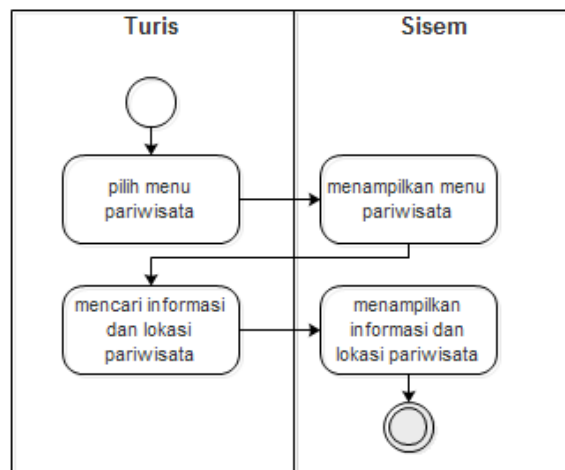 Turis
Sisem
pilih menu
pariwisata
menampilkan menu
pariwisata
mencari informasi
dan lokasi
pariwisata
menampilkan
informasi dan
lokasi pariwisata